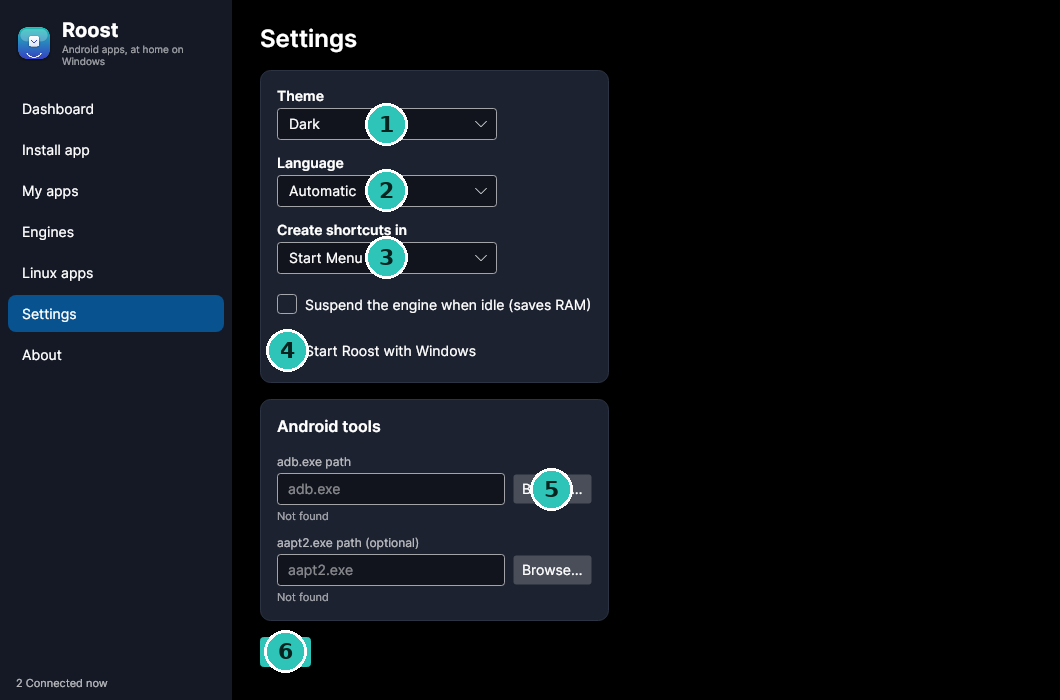 Roost
Android apps, at home on
Windows
Dashboard
Install app
My apps
Engines
Linux apps
Settings
About
2 Connected now
Settings
Theme
Dark
1
Language
Automatic
2
Create shortcuts in
Start Menu
3
Suspend the engine when idle (saves RAM)
4
Start Roost with Windows
Android tools
adb.exe path
adb.exe
5
Not found
aapt2.exe path (optional)
aapt2.exe
Browse...
Not found
6